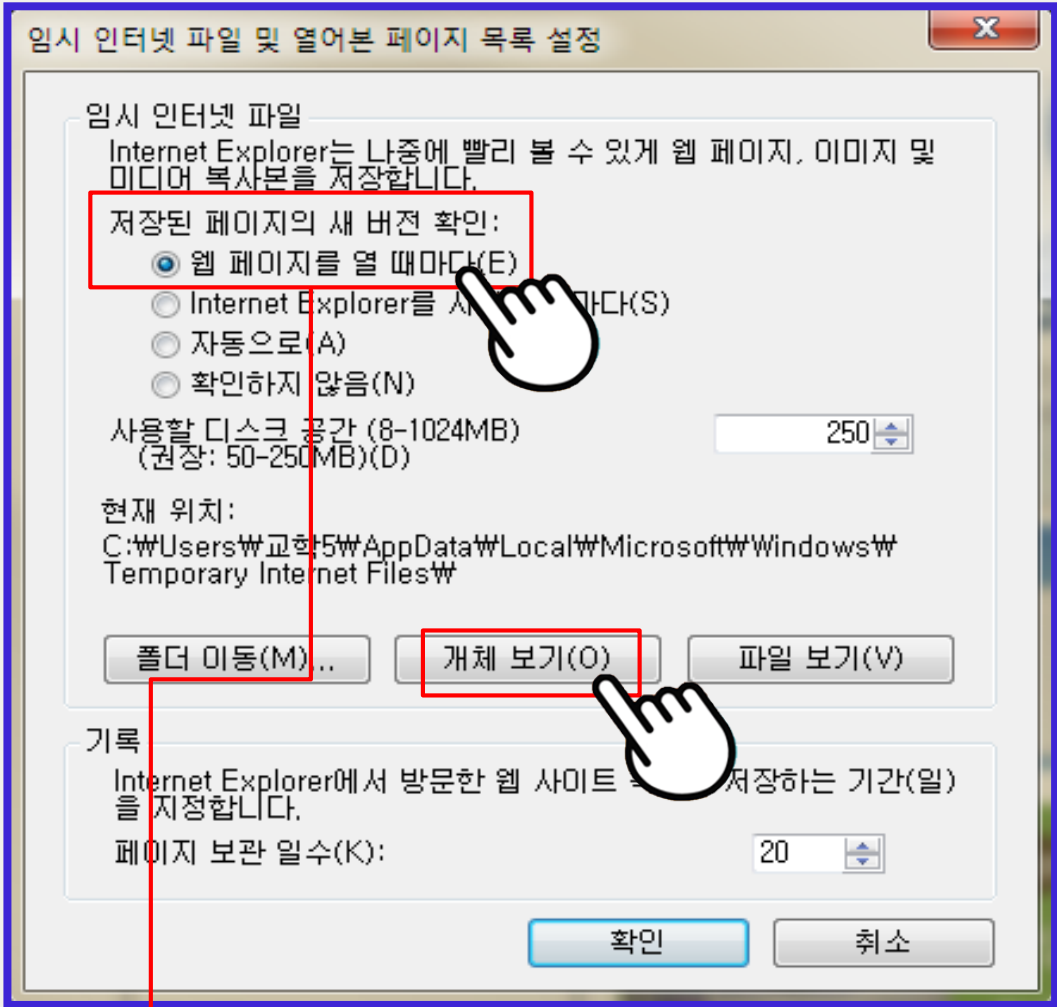 임시 인터넷 파일 및 열어본 페이지 목록 설정
임시 인터넷 파일
Internet Explorer는 나중에 빨리 볼 수 있게 웹 페이지, 이미지 및
미디어 복사본을 저장합니다.
저장된 페이지의 새 버전 확인:
웹 페이지를 열 때마다(E)
Internet Explorer를 마다(S)
자동으로(A)
확인하지 않음(N)
사용할 디스크 공간 (8-1024MB) 250
(권장: 50-250MB)(D)
현재 위치:
C:₩Users₩교학5₩AppData₩Local₩Microsoft₩Windows₩
Temporary Internet Files₩
폴더 이동(M)... 개체 보기(O) 파일 보기(V)
기록
Internet Explorer에서 방문한 웹 사이트 저장하는 기간(일)
을 지정합니다.
페이지 보관 일수(K): 20
확인 취소